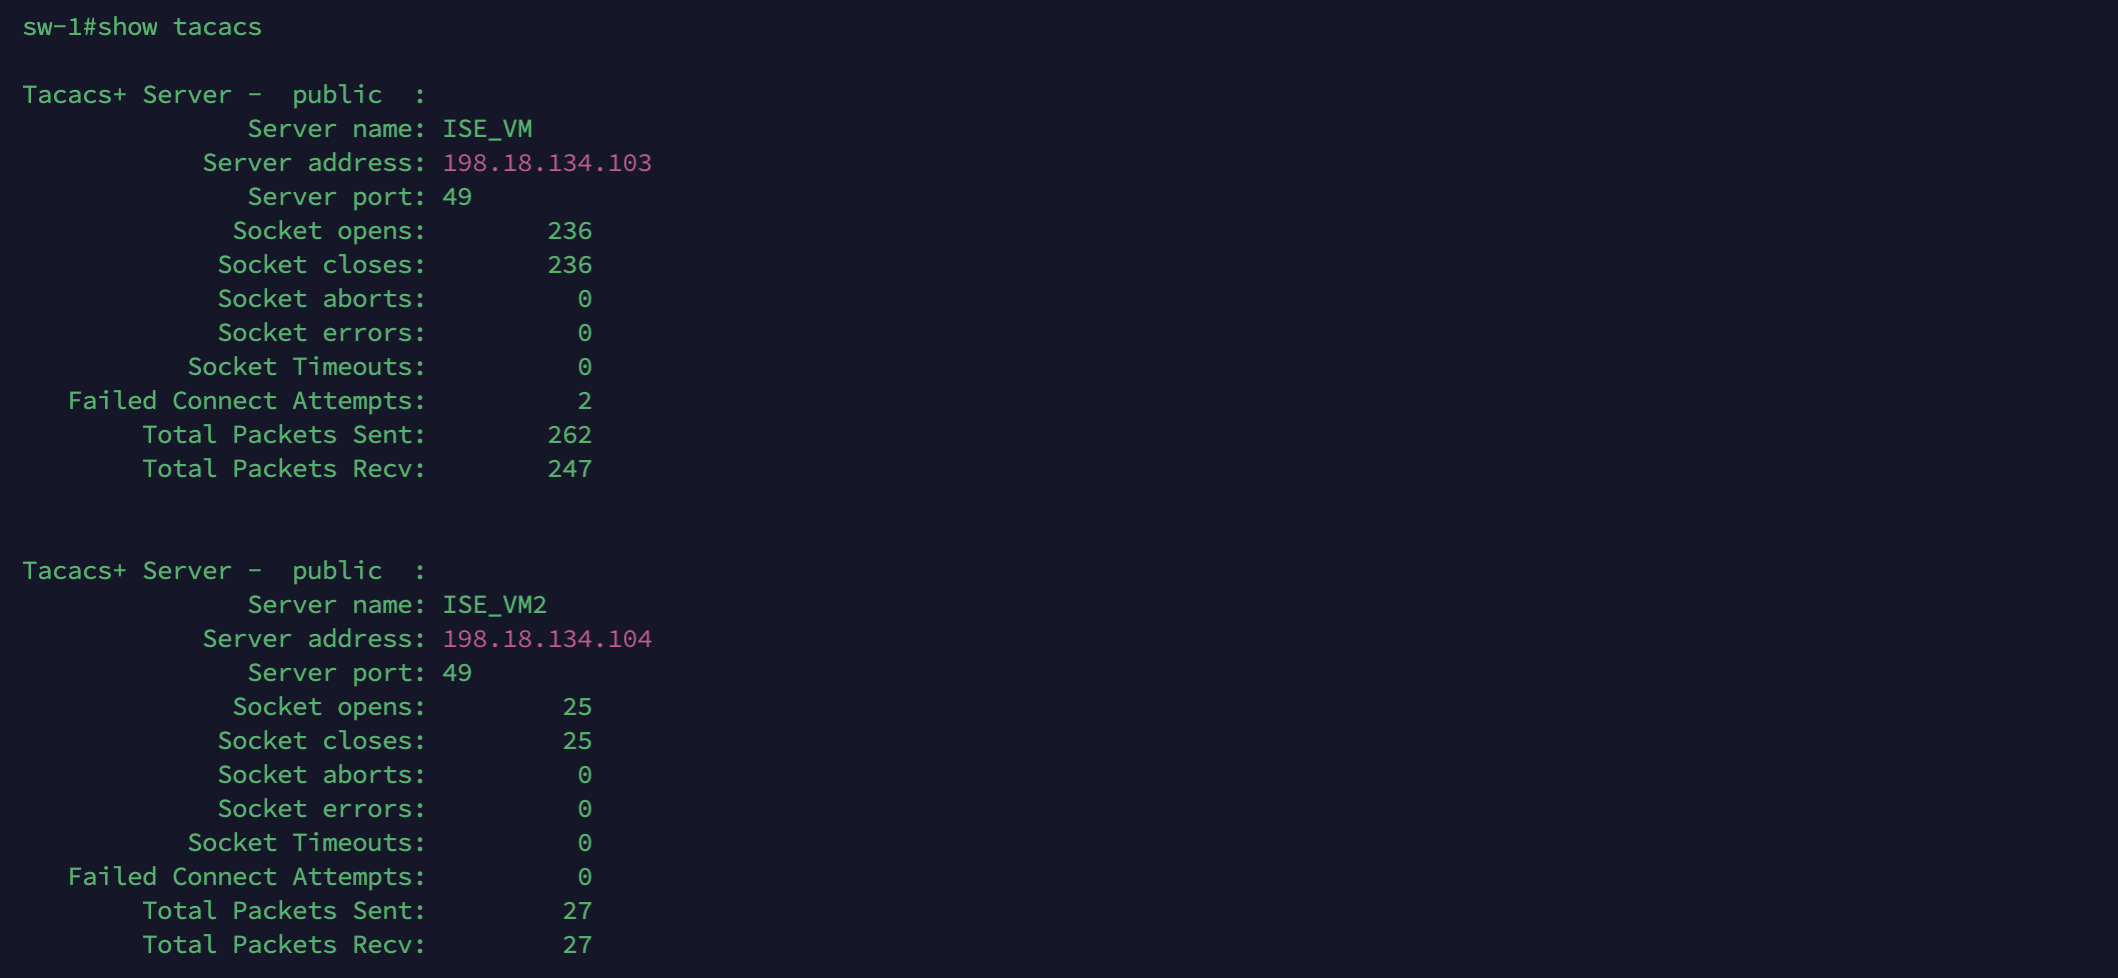 sw-1#show tacacs

Tacacs+ Server -  public  :
               Server name: ISE_VM
            Server address: 198.18.134.103
               Server port: 49
              Socket opens:        236
             Socket closes:        236
             Socket aborts:          0
             Socket errors:          0
           Socket Timeouts:          0
   Failed Connect Attempts:          2
        Total Packets Sent:        262
        Total Packets Recv:        247

Tacacs+ Server -  public  :
               Server name: ISE_VM2
            Server address: 198.18.134.104
               Server port: 49
              Socket opens:         25
             Socket closes:         25
             Socket aborts:          0
             Socket errors:          0
           Socket Timeouts:          0
   Failed Connect Attempts:          0
        Total Packets Sent:         27
        Total Packets Recv:         27